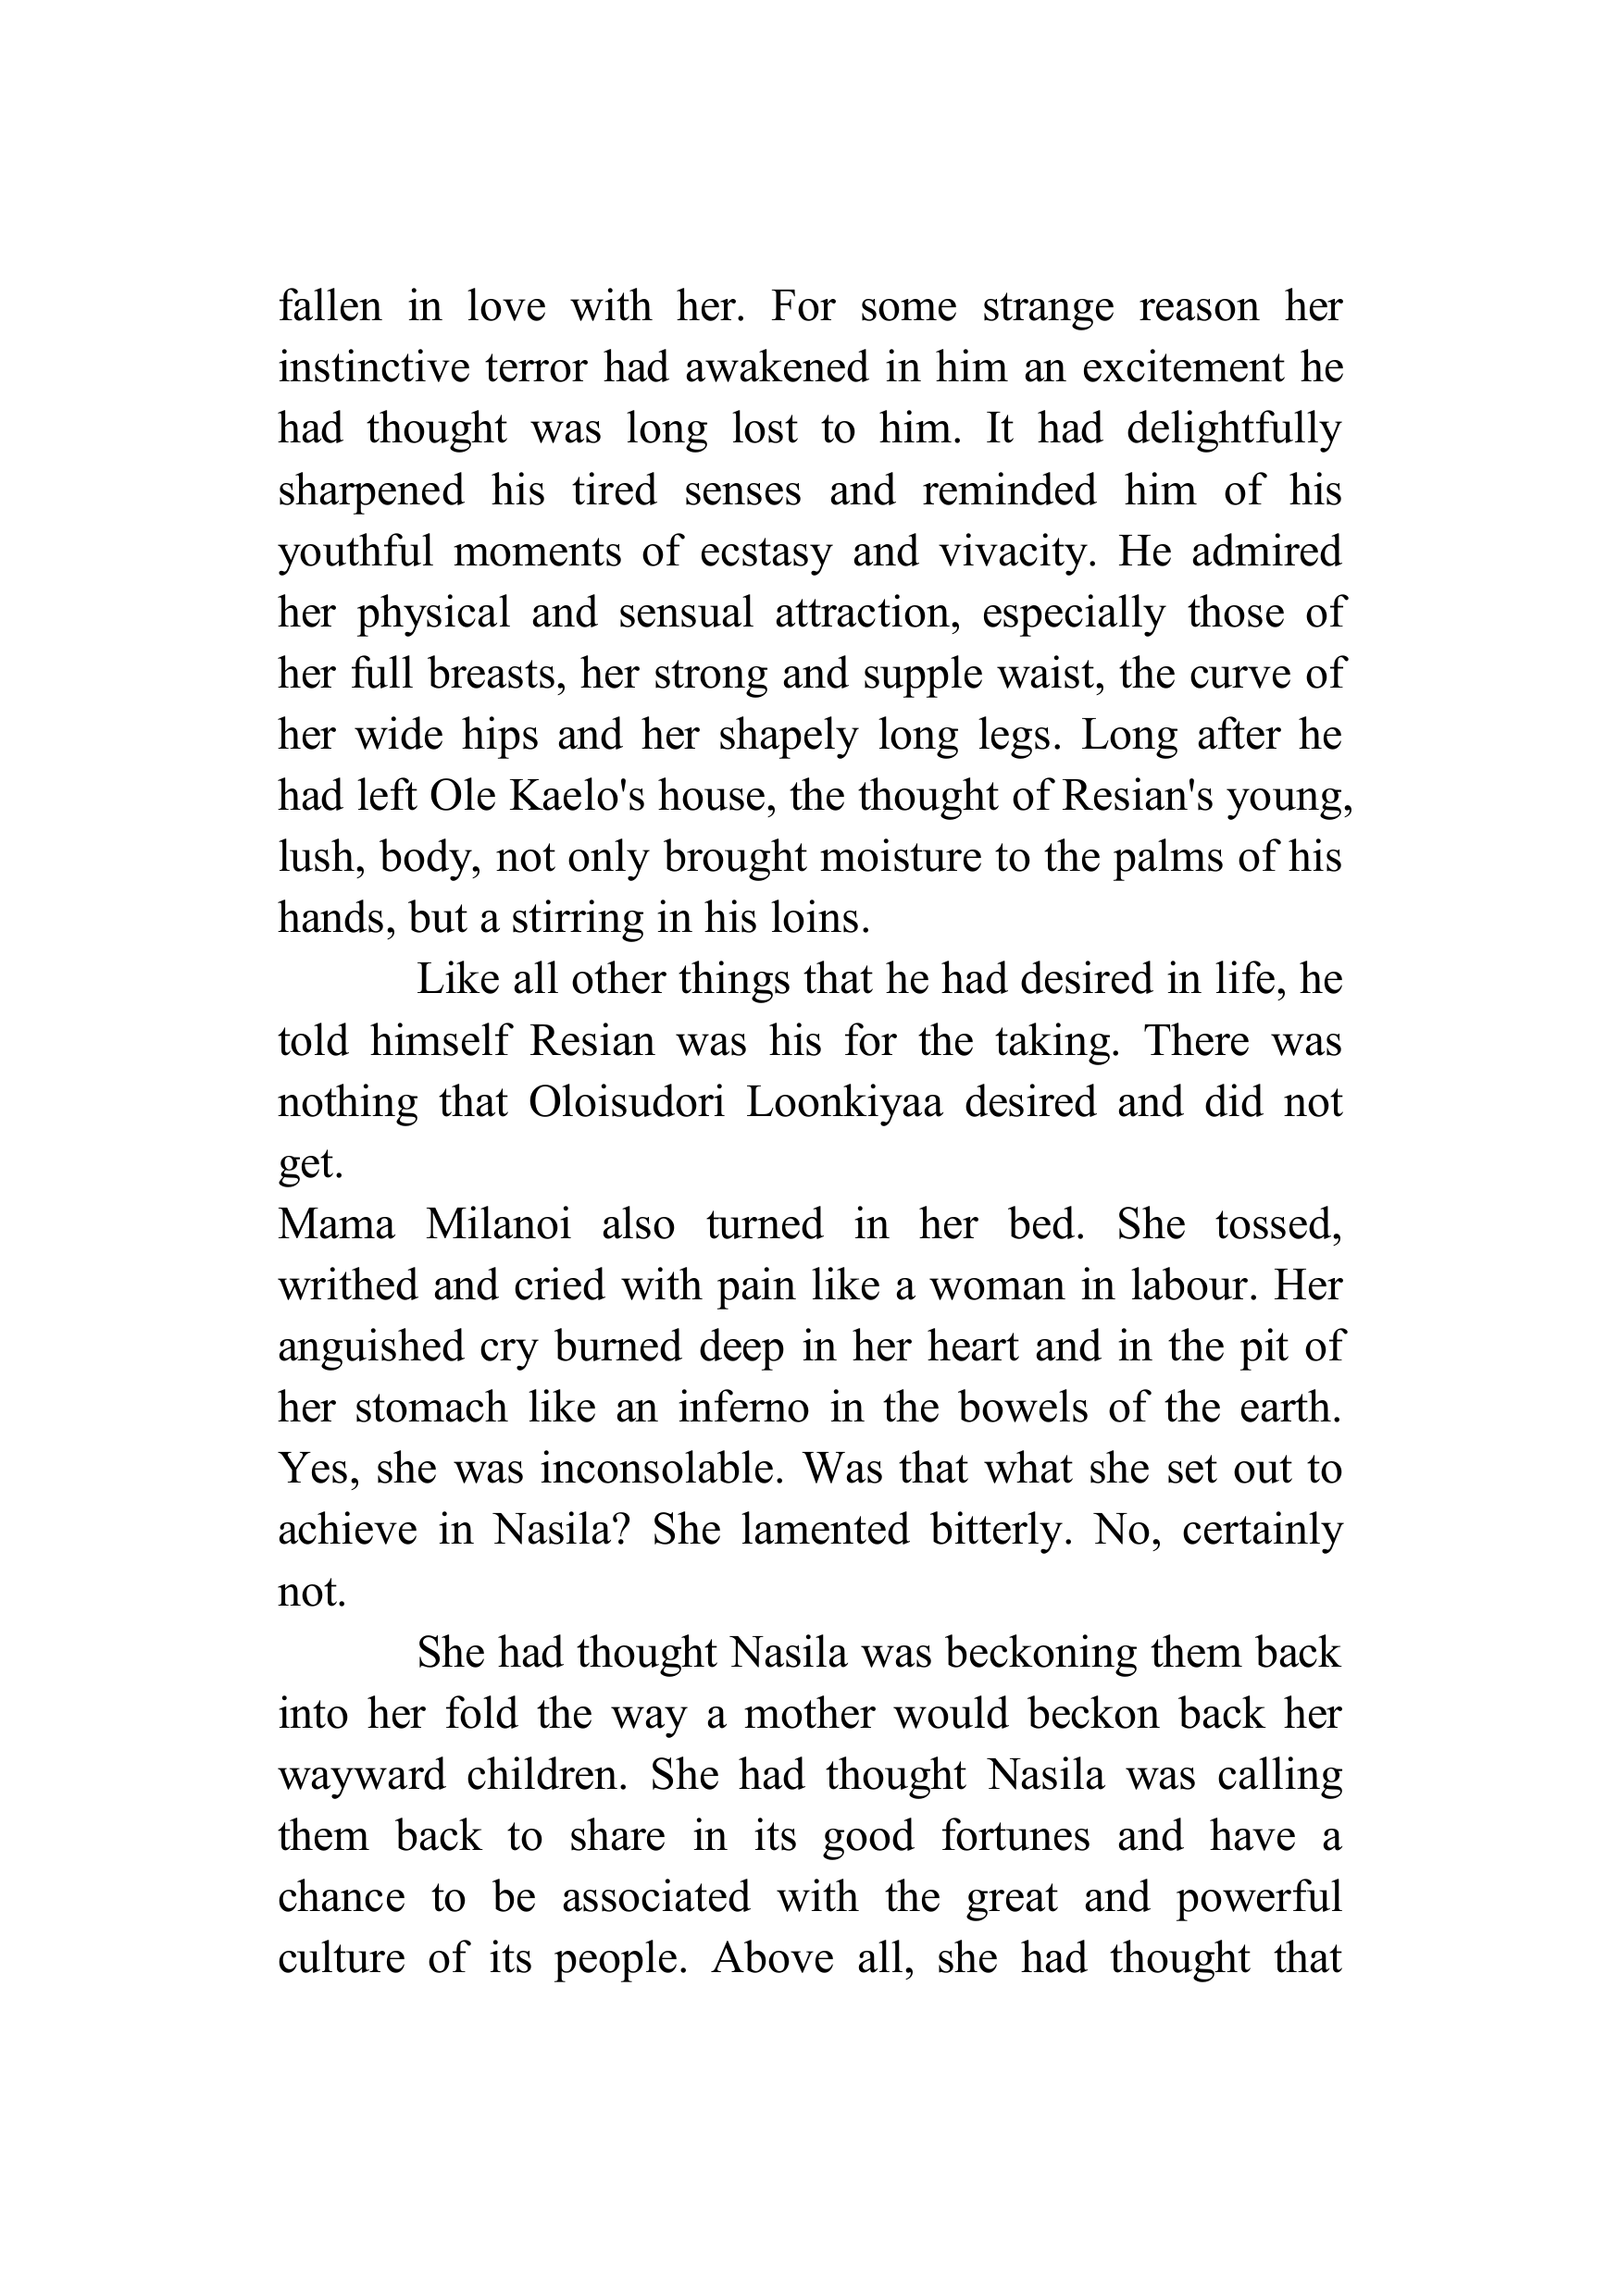 fallen in love with her. For some strange reason her
instinctive terror had awakened in him an excitement he
had thought was long lost to him. It had delightfully
sharpened his tired senses and reminded him of his
youthful moments of ecstasy and vivacity. He admired
her physical and sensual attraction, especially those of
her full breasts, her strong and supple waist, the curve of
her wide hips and her shapely long legs. Long after he
had left Ole Kaelo's house, the thought of Resian's young,
lush, body, not only brought moisture to the palms of his
hands, but a stirring in his loins.
Like all other things that he had desired in life, he
told himself Resian was his for the taking. There was
nothing that Oloisudori Loonkiyaa desired and did not
get.
Mama Milanoi also turned in her bed. She tossed,
writhed and cried with pain like a woman in labour. Her
anguished cry burned deep in her heart and in the pit of
her stomach like an inferno in the bowels of the earth.
Yes, she was inconsolable. Was that what she set out to
achieve in Nasila? She lamented bitterly. No, certainly
not.
She had thought Nasila was beckoning them back
into her fold the way a mother would beckon back her
wayward children. She had thought Nasila was calling
them back to share in its good fortunes and have a
chance to be associated with the great and powerful
culture of its people. Above all, she had thought that